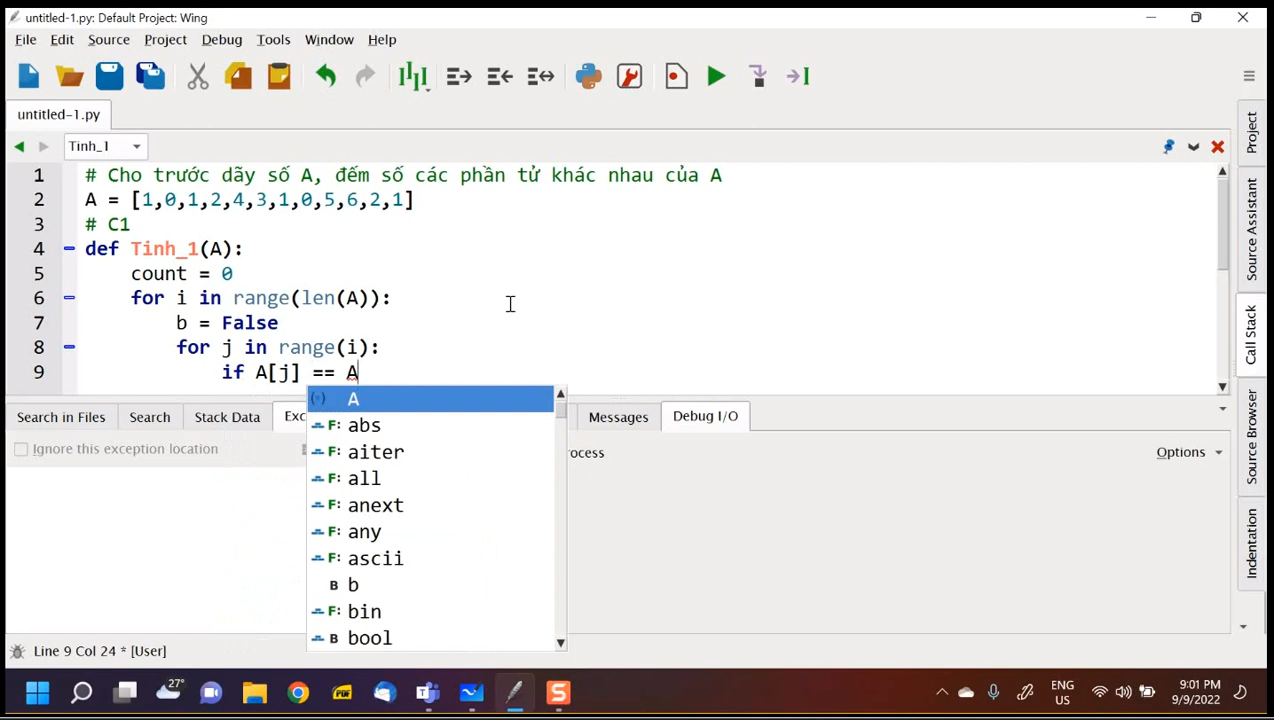 untitled-1.py: Default Project: Wing
File Edit Source Project Debug Tools Window Help
untitled-1.py
Tinh_1
1 # Cho trước dãy số A, đếm số các phần tử khác nhau của A
2 A = [1,0,1,2,4,3,1,0,5,6,2,1]
3 # C1
4 def Tinh_1(A):
5 count = 0
6 for i in range(len(A)):
7 b = False
8 for j in range(i):
9 if A[j] == A
A
F: abs
F: aiter
F: all
F: anext
F: any
F: ascii
B b
F: bin
B bool
Search in Files Search Stack Data Exc Messages Debug I/O
Ignore this exception location ocess Options
Project
Source Assistant
Call Stack
Source Browser
Indentation
Line 9 Col 24 * [User]
27°
PDF
S
ENG
US
9:01 PM
9/9/2022